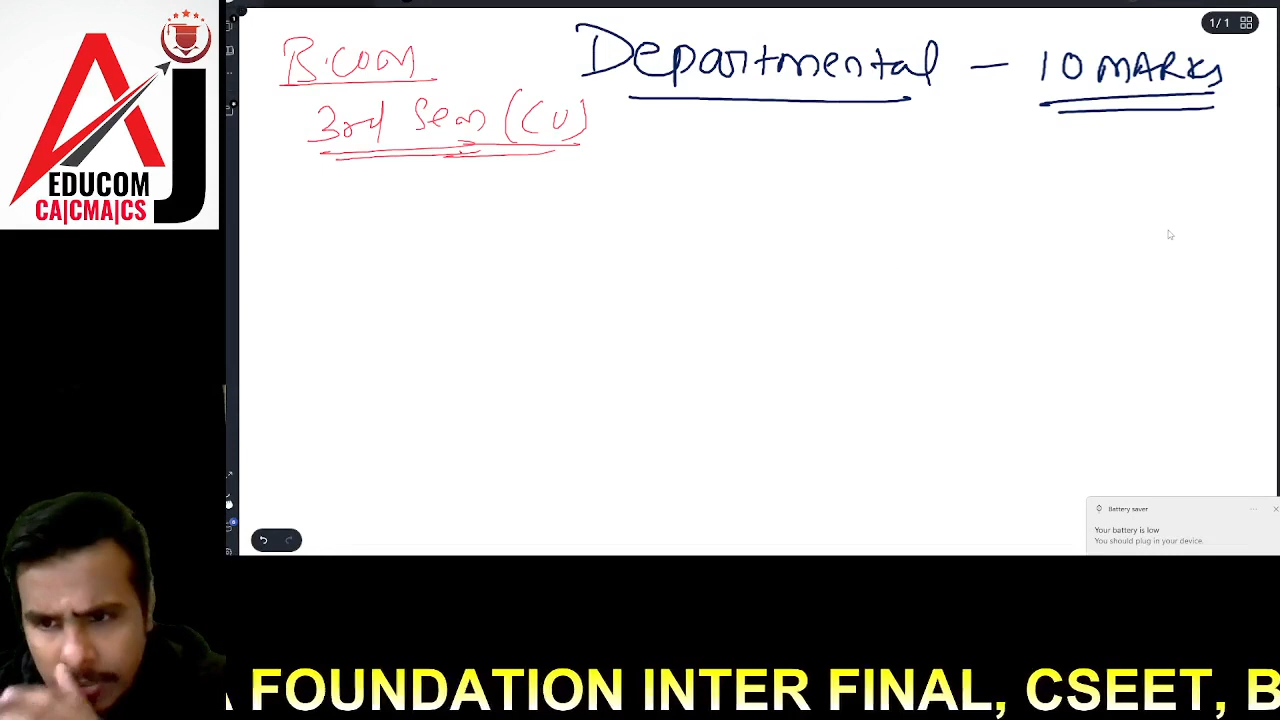 B.COM
3rd Sem (CU)
Departmental — 10 MARKS
1/1
AJ
EDUCOM
CA|CMA|CS
Battery saver
Your battery is low
You should plug in your device.
A FOUNDATION INTER FINAL, CSEET, B